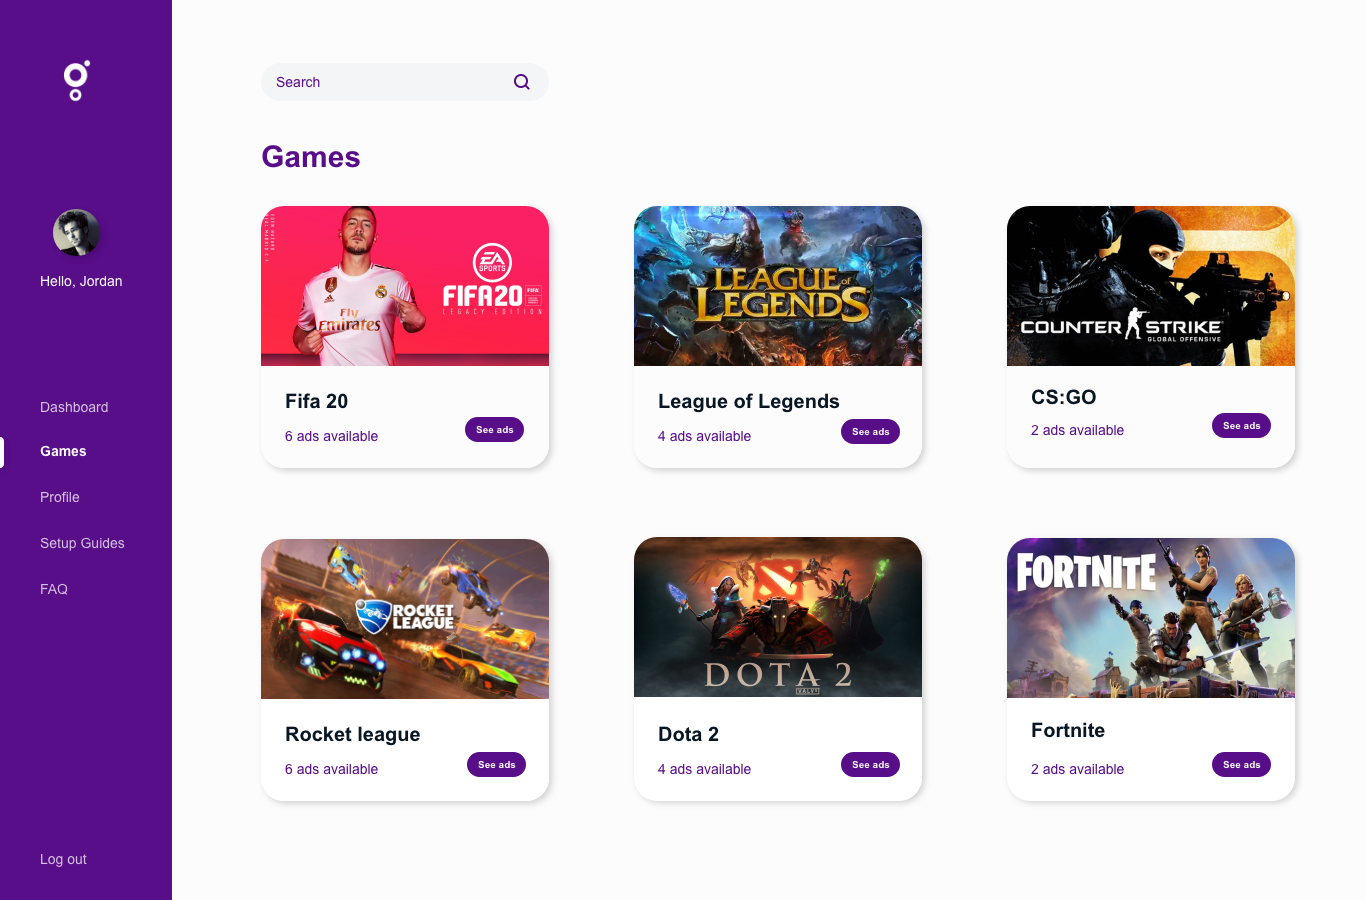 Search
Games
Hello, Jordan
Dashboard
Games
Profile
Setup Guides
FAQ
Log out
EA
SPORTS
FIFA20
FIFA
LEGACY EDITION
Fly
Emirates
Fifa 20
6 ads available
See ads
LEAGUE of
LEGENDS
League of Legends
4 ads available
See ads
COUNTER STRIKE
GLOBAL OFFENSIVE
CS:GO
2 ads available
See ads
ROCKET
LEAGUE
Rocket league
6 ads available
See ads
DOTA 2
VALVE
Dota 2
4 ads available
See ads
FORTNITE
Fortnite
2 ads available
See ads